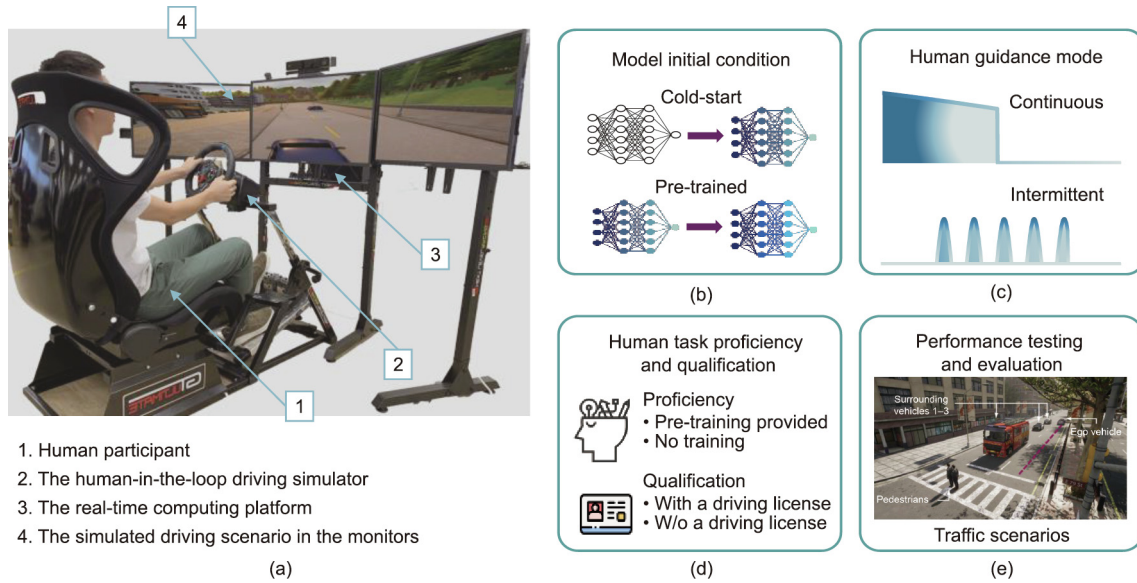 4
3
2
1
1. Human participant
2. The human-in-the-loop driving simulator
3. The real-time computing platform
4. The simulated driving scenario in the monitors
(a)
Model initial condition
Cold-start
Pre-trained
(b)
Human guidance mode
Continuous
Intermittent
(c)
Human task proficiency
and qualification
Proficiency
• Pre-training provided
• No training
Qualification
• With a driving license
• W/o a driving license
(d)
Performance testing
and evaluation
Surrounding
vehicles 1–3
Ego vehicle
Pedestrians
Traffic scenarios
(e)